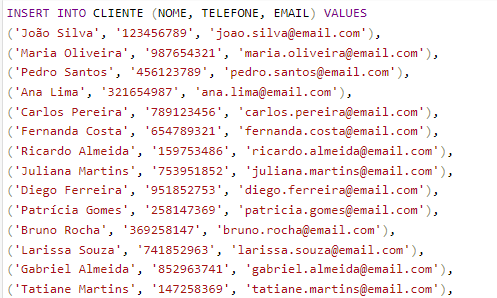 INSERT INTO CLIENTE (NOME, TELEFONE, EMAIL) VALUES
('João Silva', '123456789', 'joao.silva@email.com'),
('Maria Oliveira', '987654321', 'maria.oliveira@email.com'),
('Pedro Santos', '456123789', 'pedro.santos@email.com'),
('Ana Lima', '321654987', 'ana.lima@email.com'),
('Carlos Pereira', '789123456', 'carlos.pereira@email.com'),
('Fernanda Costa', '654789321', 'fernanda.costa@email.com'),
('Ricardo Almeida', '159753486', 'ricardo.almeida@email.com'),
('Juliana Martins', '753951852', 'juliana.martins@email.com'),
('Diego Ferreira', '951852753', 'diego.ferreira@email.com'),
('Patrícia Gomes', '258147369', 'patricia.gomes@email.com'),
('Bruno Rocha', '369258147', 'bruno.rocha@email.com'),
('Larissa Souza', '741852963', 'larissa.souza@email.com'),
('Gabriel Almeida', '852963741', 'gabriel.almeida@email.com'),
('Tatiane Martins', '147258369', 'tatiane.martins@email.com'),